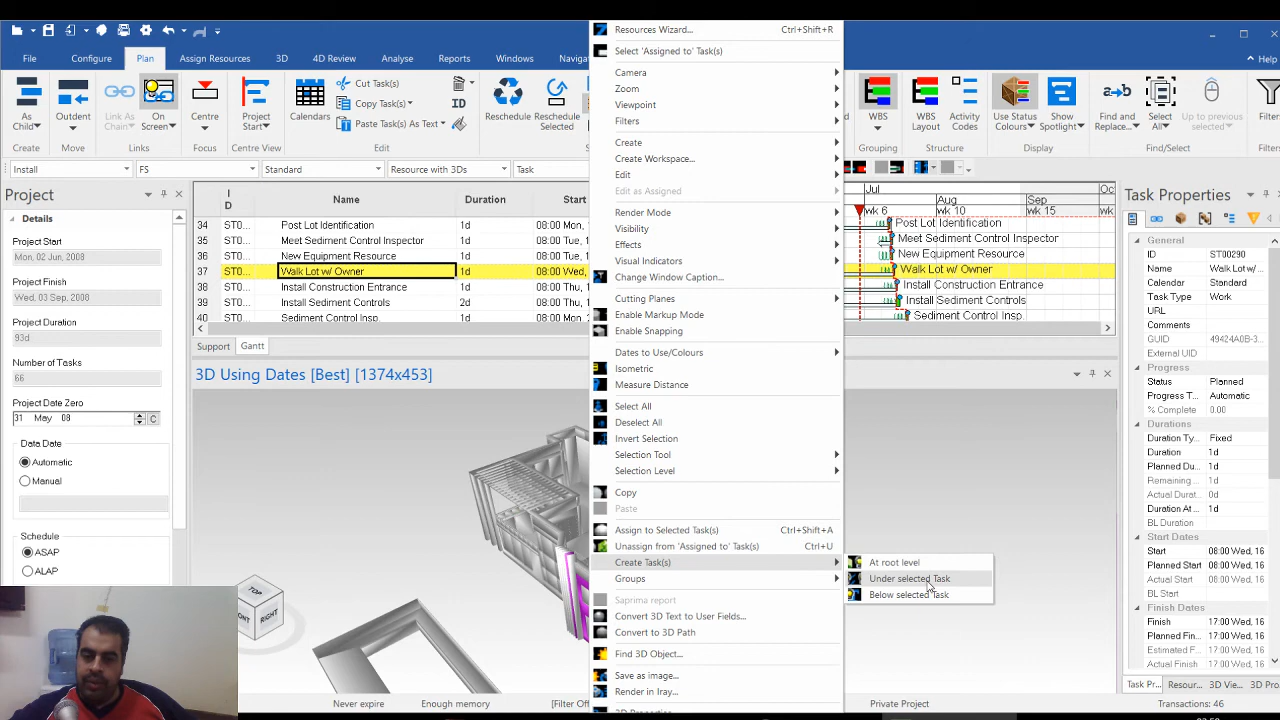 File Configure Plan Assign Resources 3D 4D Review Analyse Reports Windows Help
As Child▾ Outdent ▾ Link As Chain▾ On Screen▾ Centre ▾ Project Start▾
Cut Task(s)
Copy Task(s)▾
Paste Task(s) As Text ▾
ID
Calendars Reschedule Reschedule Selected
WBS ▾ WBS Layout Activity Codes Use Status Colours▾ Show Spotlight▾ Find and Replace... Select All▾ Up to previous selected▾
Create Move Links Centre View Edit Grouping Display Find/Select
Install F5 Standard Resource with 3Ds Task
Project
Details
Project Start
Mon, 02 Jun, 2008
Project Finish
Wed, 03 Sep, 2008
Project Duration
93d
Number of Tasks
66
Project Date Zero
31 May 08 C
Data Date
Automatic
Manual
Schedule
ASAP
ALAP
ID Name Duration Start
34 ST0... Post Lot Identification 1d 08:00 Mon,
35 ST0... Meet Sediment Control Inspector 1d 08:00 Tue, 1
36 ST0... New Equipment Resource 1d 08:00 Tue, 1
37 ST0... Walk Lot w/ Owner 1d 08:00 Wed,
38 ST0... Install Construction Entrance 1d 08:00 Thu, 1
39 ST0... Install Sediment Controls 2d 08:00 Thu, 1
40 ST0... Sediment Control Insp. 1d 08:00 Mon,
Support Gantt
3D Using Dates [Best] [1374x453]
TOP
FRONT
RIGHT
Resources Wizard... Ctrl+Shift+R
Select 'Assigned to' Task(s)
Camera
Zoom
Viewpoint
Filters
Create
Create Workspace...
Edit
Edit as Assigned
Render Mode
Visibility
Effects
Visual Indicators
Change Window Caption...
Cutting Planes
Enable Markup Mode
Enable Snapping
Dates to Use/Colours
Isometric
Measure Distance
Select All
Deselect All
Invert Selection
Selection Tool
Selection Level
Copy
Paste
Assign to Selected Task(s) Ctrl+Shift+A
Unassign from 'Assigned to' Task(s) Ctrl+U
Create Task(s)
Groups
Saprima report
Convert 3D Text to User Fields...
Convert to 3D Path
Find 3D Object...
Save as image...
Render in Iray...
At root level
Under selected Task
Below selected Task
Jul Aug Sep
wk 6 wk 10 wk 15
Post Lot Identification
Meet Sediment Control Inspector
New Equipment Resource
Walk Lot w/ Owner
Install Construction Entrance
Install Sediment Controls
Sediment Control Insp.
Task Properties
General
ID ST00290
Name Walk Lot w/
Calendar Standard
Task Type Work
URL
Comments
GUID 49424A0B-3...
External UID
Progress
Status Planned
Progress T... Automatic
% Complete 0.00
Durations
Duration Ty... Fixed
Planned Du... 1d
Remaining ... 1d
Actual Durat... 0d
BL Duration
Duration At... 1d
Start Dates
Start 08:00 Wed, 16
Planned Start 08:00 Wed, 16
Actual Start 08:00 Wed, 16
BL Start
Finish Dates
Finish 17:00 Wed, 16
Planned Fin... 17:00 Wed, 16
Estimated F... 17:00 Wed, 16
Actual Finish 17:00 Wed, 16
Task Pr... Resour... 3D Vie... 3D Pro
Never expire Enough memory Private Project Transactions: 46